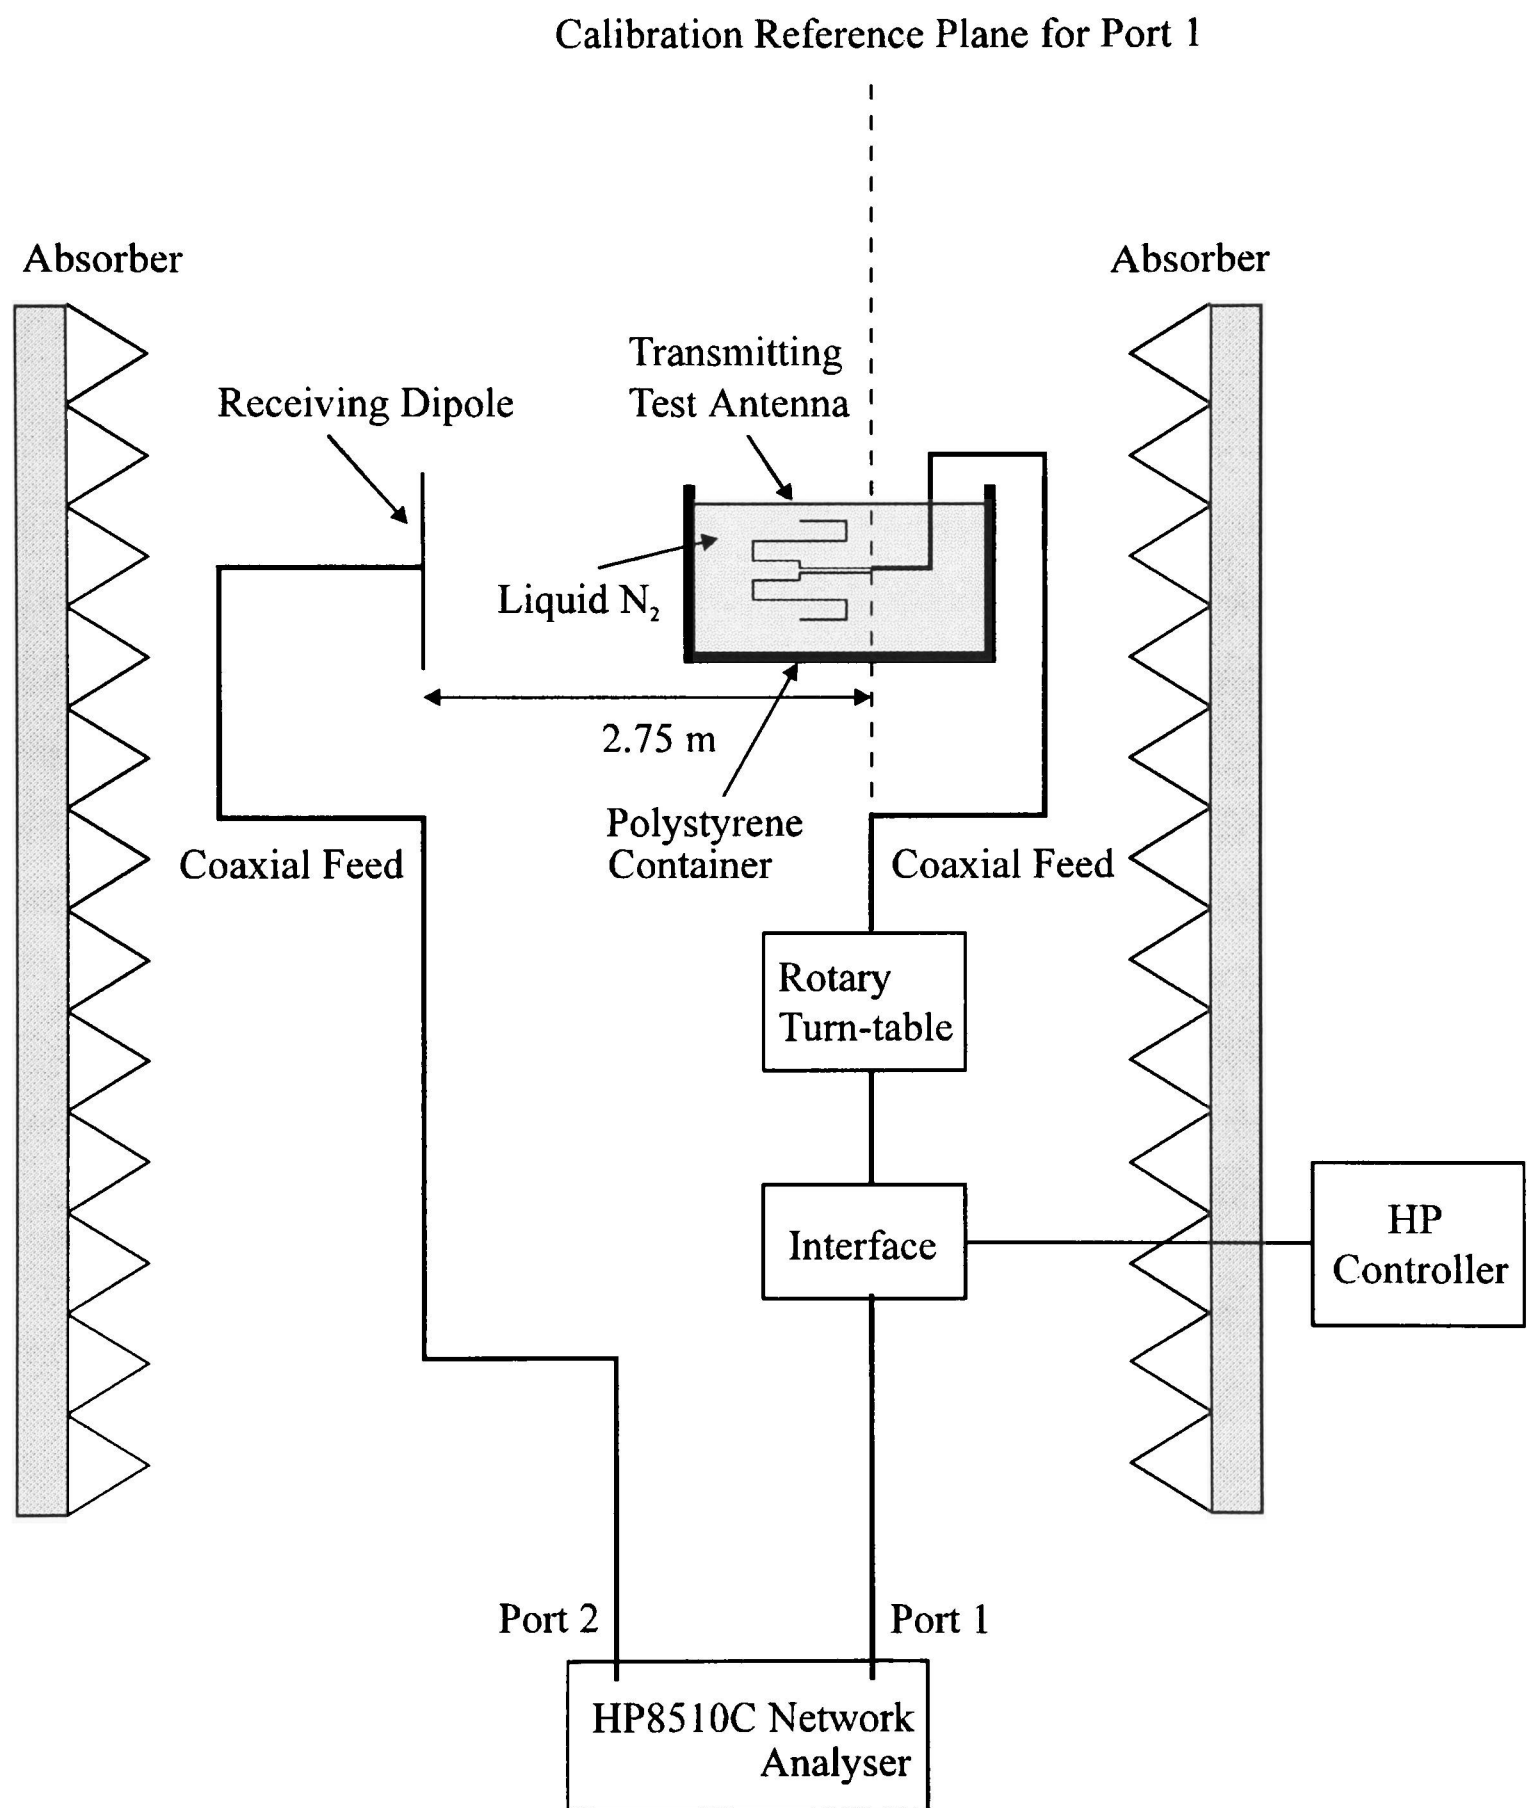 Calibration Reference Plane for Port 1
Absorber
Absorber
Transmitting
Test Antenna
Receiving Dipole
Liquid N₂
2.75 m
Polystyrene
Container
Coaxial Feed
Coaxial Feed
Rotary
Turn-table
Interface
HP
Controller
Port 2
Port 1
HP8510C Network
Analyser